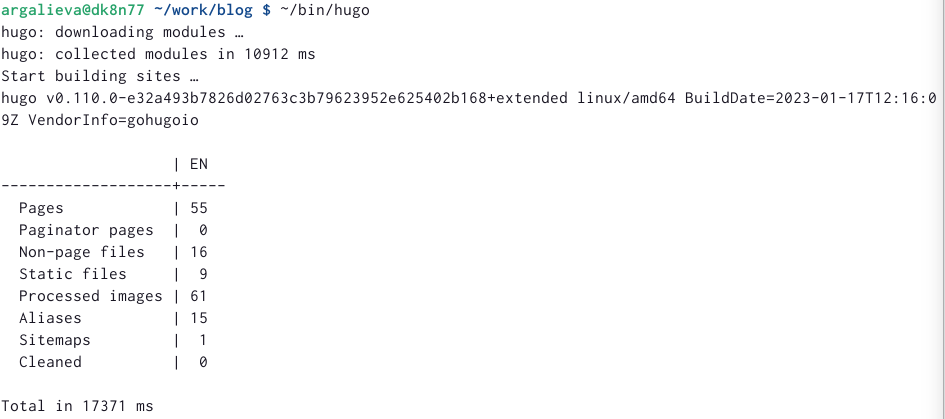 argalieva@dk8n77 ~/work/blog $ ~/bin/hugo
hugo: downloading modules …
hugo: collected modules in 10912 ms
Start building sites …
hugo v0.110.0-e32a493b7826d02763c3b79623952e625402b168+extended linux/amd64 BuildDate=2023-01-17T12:16:0
9Z VendorInfo=gohugoio

                   | EN
-------------------+-----
  Pages            | 55
  Paginator pages  |  0
  Non-page files   | 16
  Static files     |  9
  Processed images | 61
  Aliases          | 15
  Sitemaps         |  1
  Cleaned          |  0

Total in 17371 ms